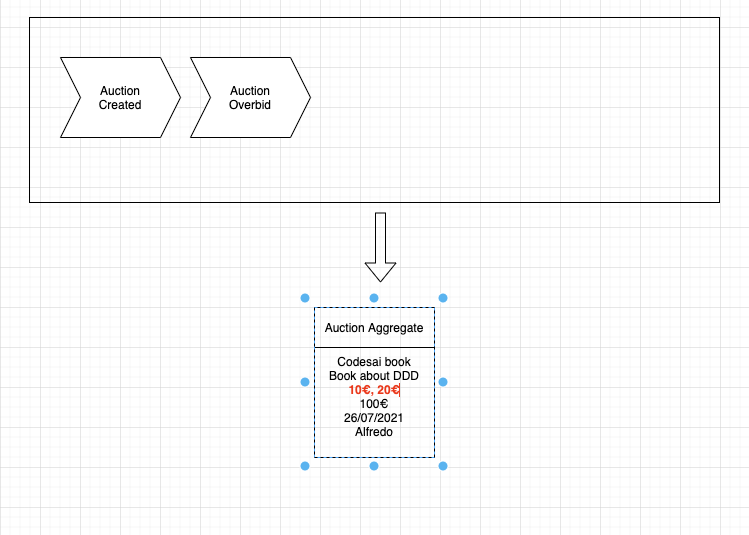 Auction
Created
Auction
Overbid
Auction Aggregate
Codesai book
Book about DDD
10€, 20€
100€
26/07/2021
Alfredo